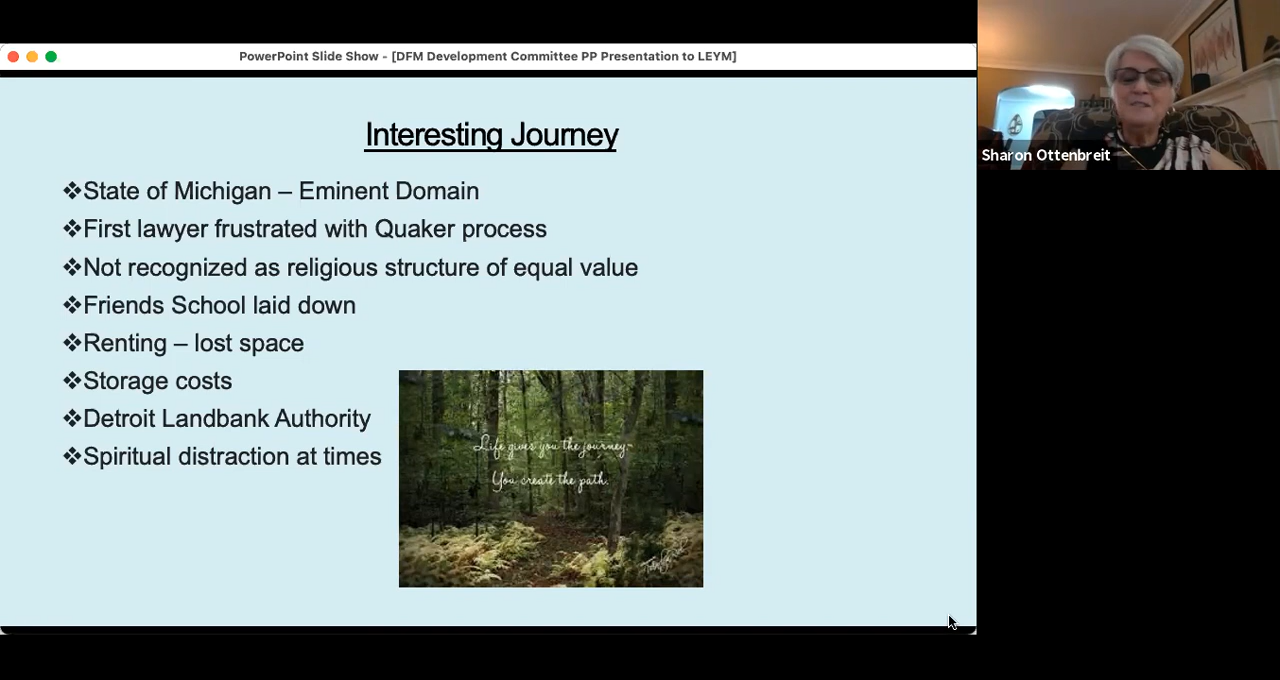 PowerPoint Slide Show - [DFM Development Committee PP Presentation to LEYM]
Interesting Journey
❖State of Michigan – Eminent Domain
❖First lawyer frustrated with Quaker process
❖Not recognized as religious structure of equal value
❖Friends School laid down
❖Renting – lost space
❖Storage costs
❖Detroit Landbank Authority
❖Spiritual distraction at times
Life gives you the journey-
You create the path.
Sharon Ottenbreit